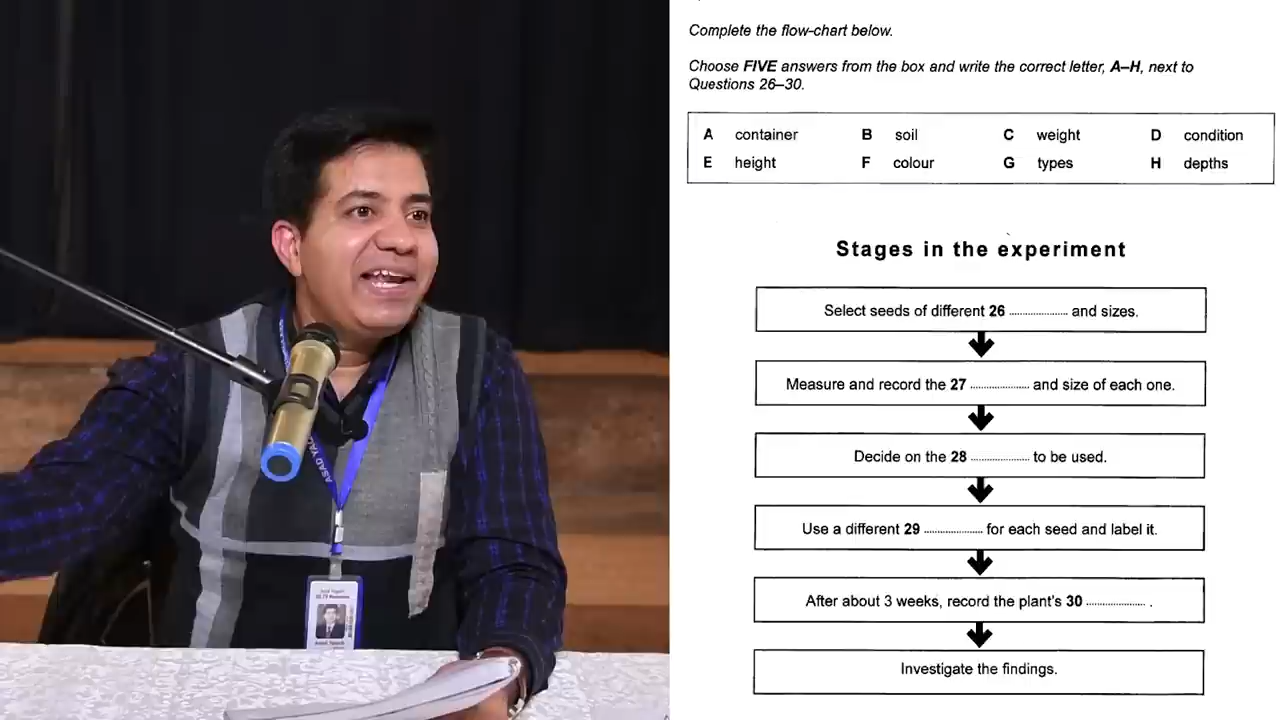 Complete the flow-chart below.
Choose FIVE answers from the box and write the correct letter, A–H, next to
Questions 26–30.
A container B soil C weight D condition
E height F colour G types H depths
Stages in the experiment
Select seeds of different 26 .................... and sizes.
Measure and record the 27 .................... and size of each one.
Decide on the 28 .................... to be used.
Use a different 29 .................... for each seed and label it.
After about 3 weeks, record the plant's 30 .................... .
Investigate the findings.
ASAD YAQ